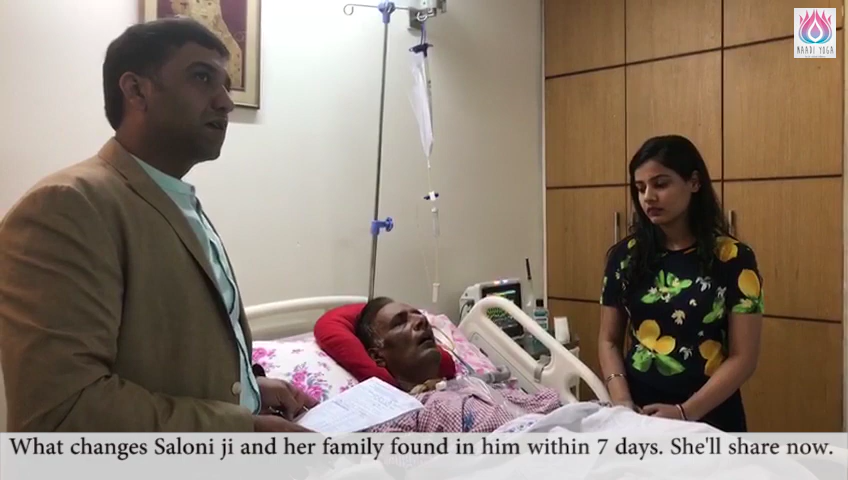 NAADI YOGA
What changes Saloni ji and her family found in him within 7 days. She'll share now.